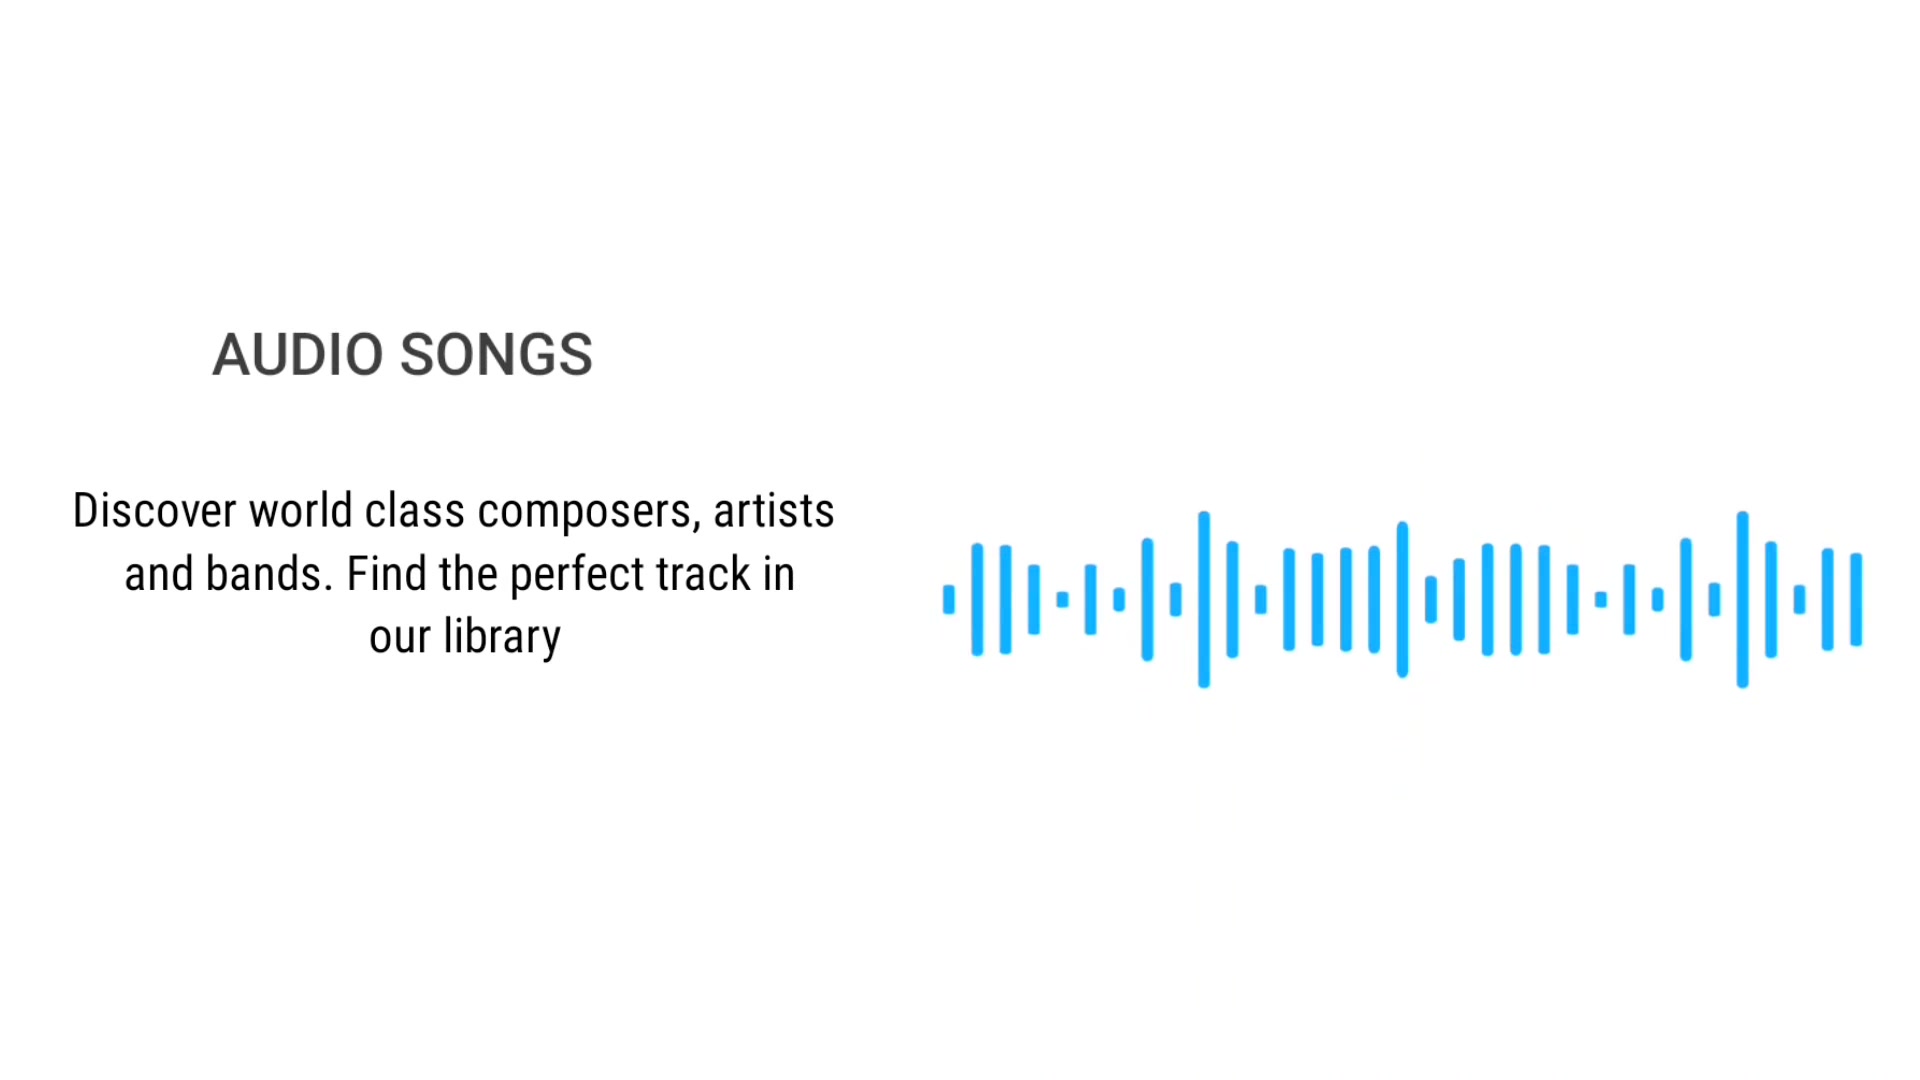 AUDIO SONGS
Discover world class composers, artists
and bands. Find the perfect track in
our library